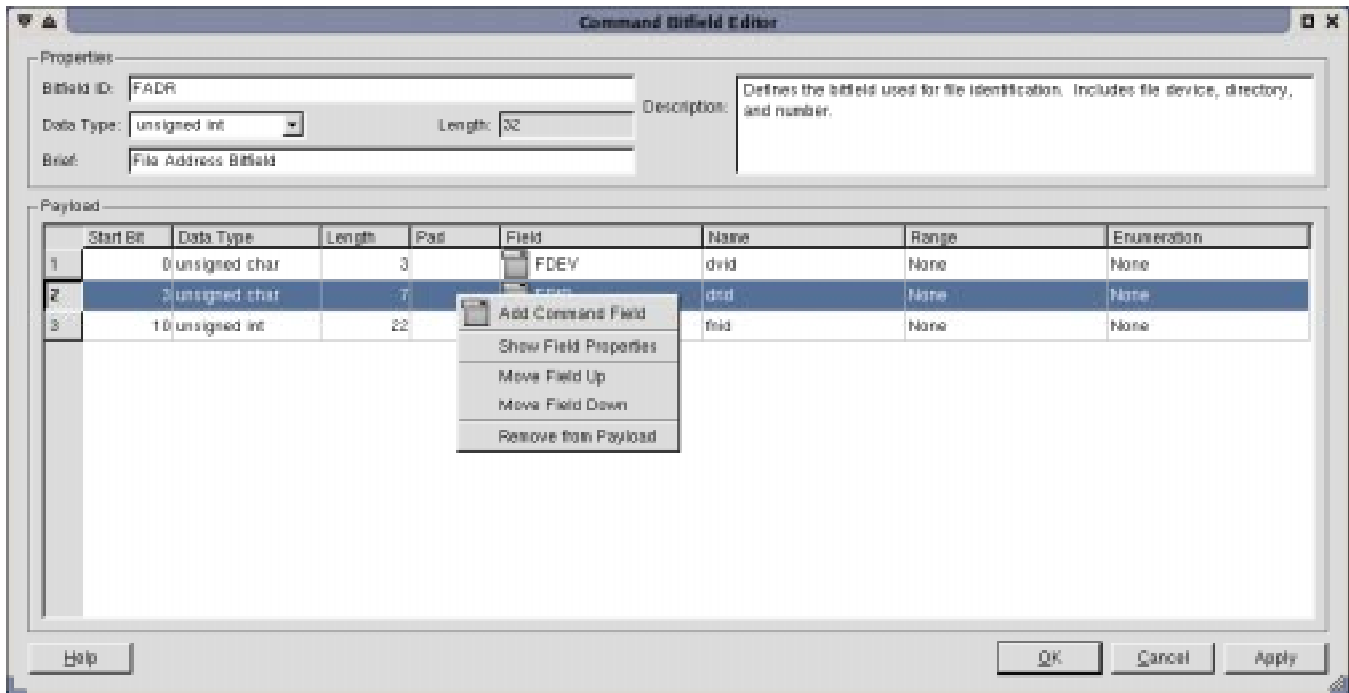 Command Bitfield Editor
Properties
Bitfield ID: FADR
Description: Defines the bitfield used for file identification. Includes file device, directory, and number.
Data Type: unsigned int Length: 32
Brief: File Address Bitfield
Payload
Start Bit Data Type Length Pad Field Name Range Enumeration
1 0 unsigned char 3 FDEV dvid None None
2 3 unsigned char 7 drid None None
3 10 unsigned int 22 fnid None None
Add Command Field
Show Field Properties
Move Field Up
Move Field Down
Remove from Payload
Help OK Cancel Apply